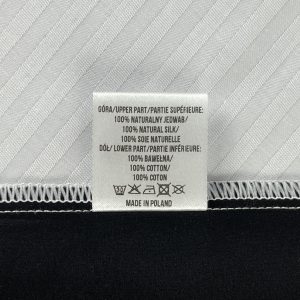 GÓRA/UPPER PART/PARTIE SUPÉRIEURE:
100% NATURALNY JEDWAB/
100% NATURAL SILK/
100% SOIE NATURELLE
DÓŁ/ LOWER PART/PARTIE INFÉRIEURE:
100% BAWEŁNA/
100% COTTON/
100% COTON
MADE IN POLAND